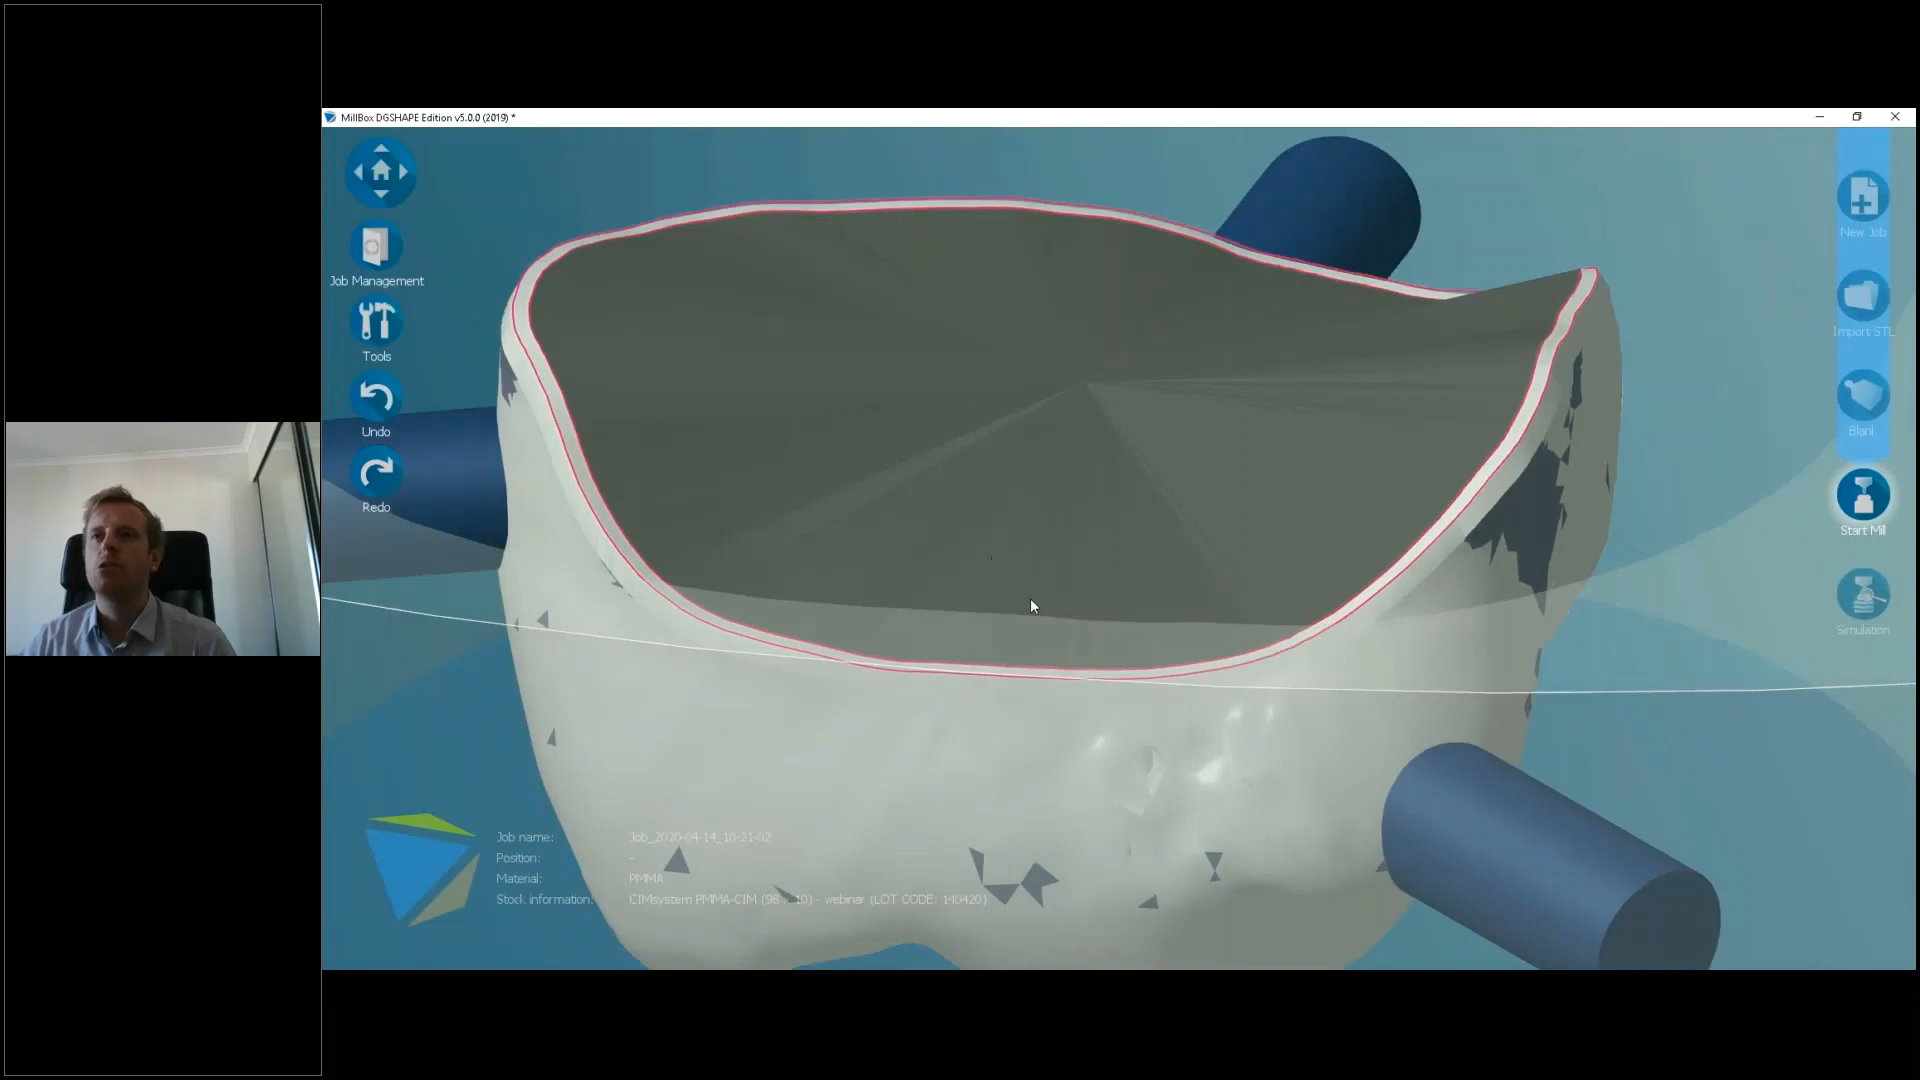 MillBox DGSHAPE Edition v5.0.0 (2019) *
Job Management
Tools
Undo
Redo
New Job
Import STL
Blank
Start Mill
Simulation
Job name: Job_2020-04-14_10-21-02
Position: -
Material: PMMA
Stock information: CIMsystem PMMA-CIM (98 x 10) - webinar (LOT CODE: 140420)